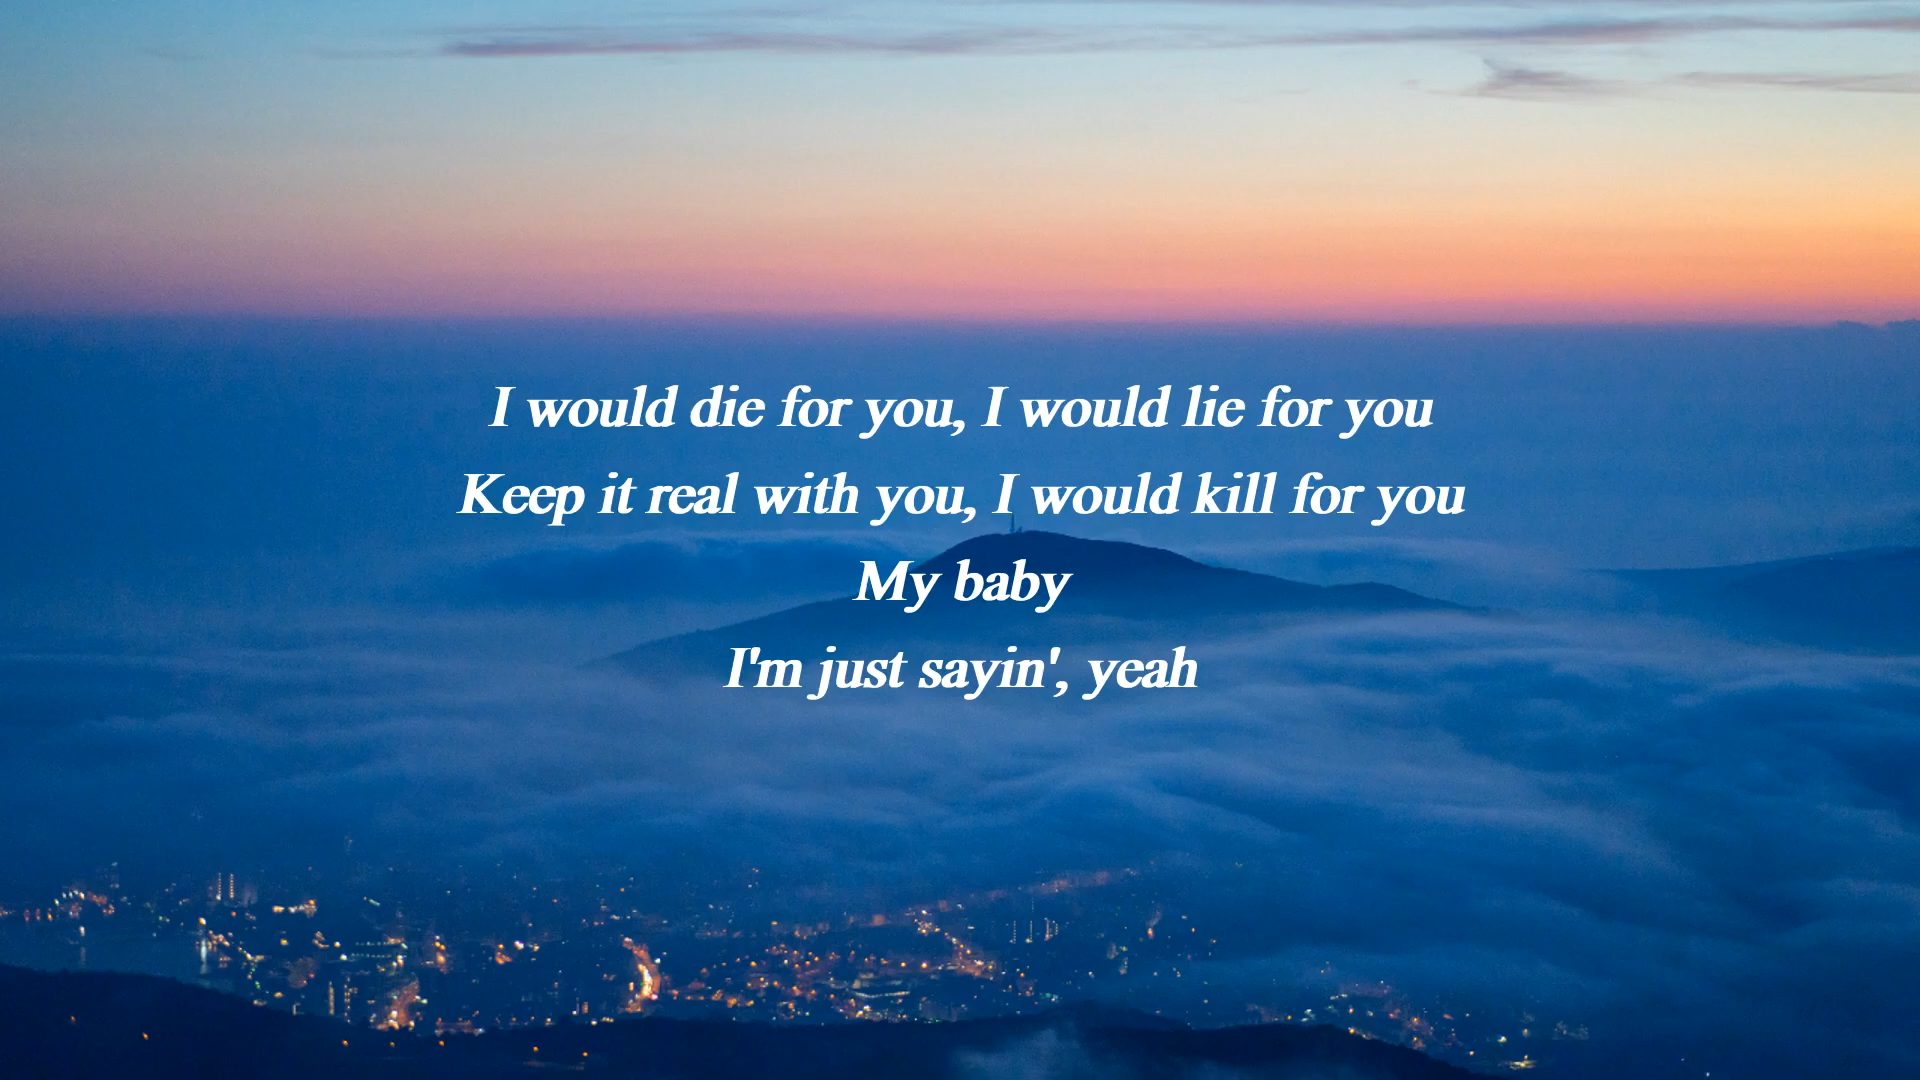 I would die for you, I would lie for you
Keep it real with you, I would kill for you
My baby
I'm just sayin', yeah